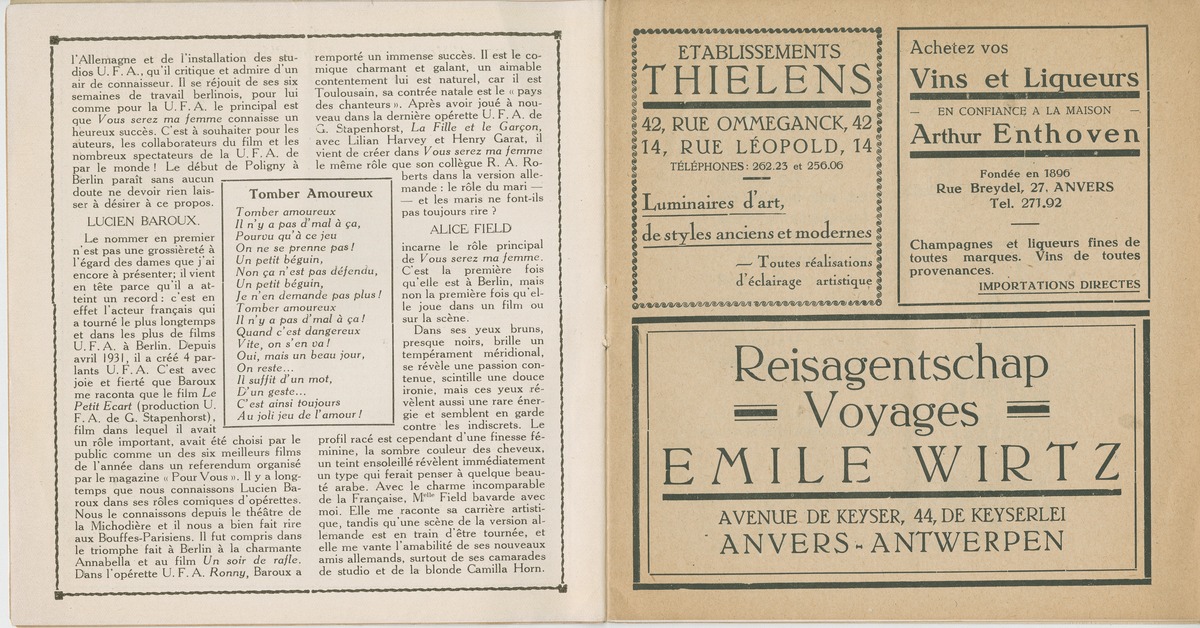 l'Allemagne et de l'installation des stu-
dios U. F. A., qu'il critique et admire d'un
air de connaisseur. Il se réjouit de ses six
semaines de travail berlinois, pour lui
comme pour la U. F. A. le principal est
que Vous serez ma femme connaisse un
heureux succès. C'est à souhaiter pour les
auteurs, les collaborateurs du film et les
nombreux spectateurs de la U. F. A. de
par le monde ! Le début de Poligny à
Berlin paraît sans aucun
doute ne devoir rien lais-
ser à désirer à ce propos.
LUCIEN BAROUX.
Le nommer en premier
n'est pas une grossièreté à
l'égard des dames que j'ai
encore à présenter; il vient
en tête parce qu'il a at-
teint un record : c'est en
effet l'acteur français qui
a tourné le plus longtemps
et dans les plus de films
U. F. A. à Berlin. Depuis
avril 1931, il a créé 4 par-
lants U. F. A. C'est avec
joie et fierté que Baroux
me raconta que le film Le
Petit Ecart (production U.
F. A. de G. Stapenhorst),
film dans lequel il avait
un rôle important, avait été choisi par le
public comme un des six meilleurs films
de l'année dans un referendum organisé
par le magazine « Pour Vous ». Il y a long-
temps que nous connaissons Lucien Ba-
roux dans ses rôles comiques d'opérettes.
Nous le connaissons depuis le théâtre de
la Michodière et il nous a bien fait rire
aux Bouffes-Parisiens. Il fut compris dans
le triomphe fait à Berlin à la charmante
Annabella et au film Un soir de rafle.
Dans l'opérette U. F. A. Ronny, Baroux a
Tomber Amoureux
Tomber amoureux
Il n'y a pas d'mal à ça,
Pourvu qu'à ce jeu
On ne se prenne pas !
Un petit béguin,
Non ça n'est pas défendu,
Un petit béguin,
Je n'en demande pas plus !
Tomber amoureux
Il n'y a pas d'mal à ça !
Quand c'est dangereux
Vite, on s'en va !
Oui, mais un beau jour,
On reste...
Il suffit d'un mot,
D'un geste...
C'est ainsi toujours
Au joli jeu de l'amour !
remporté un immense succès. Il est le co-
mique charmant et galant, un aimable
contentement lui est naturel, car il est
Toulousain, sa contrée natale est le « pays
des chanteurs ». Après avoir joué à nou-
veau dans la dernière opérette U. F. A. de
G. Stapenhorst, La Fille et le Garçon,
avec Lilian Harvey et Henry Garat, il
vient de créer dans Vous serez ma femme
le même rôle que son collègue R. A. Ro-
berts dans la version alle-
mande : le rôle du mari —
— et les maris ne font-ils
pas toujours rire ?
ALICE FIELD
incarne le rôle principal
de Vous serez ma femme.
C'est la première fois
qu'elle est à Berlin, mais
non la première fois qu'el-
le joue dans un film ou
sur la scène.
Dans ses yeux bruns,
presque noirs, brille un
tempérament méridional,
se révèle une passion con-
tenue, scintille une douce
ironie, mais ces yeux ré-
vèlent aussi une rare éner-
gie et semblent en garde
contre les indiscrets. Le
profil racé est cependant d'une finesse fé-
minine, la sombre couleur des cheveux,
un teint ensoleillé révèlent immédiatement
un type qui ferait penser à quelque beau-
té arabe. Avec le charme incomparable
de la Française, Melle Field bavarde avec
moi. Elle me raconte sa carrière artisti-
que, tandis qu'une scène de la version al-
lemande est en train d'être tournée, et
elle me vante l'amabilité de ses nouveaux
amis allemands, surtout de ses camarades
de studio et de la blonde Camilla Horn.
ETABLISSEMENTS
THIELENS
42, RUE OMMEGANCK, 42
14, RUE LÉOPOLD, 14
TÉLÉPHONES : 262.23 et 256.06
Luminaires d'art,
de styles anciens et modernes
— Toutes réalisations
d'éclairage artistique
Achetez vos
Vins et Liqueurs
— EN CONFIANCE A LA MAISON —
Arthur Enthoven
Fondée en 1896
Rue Breydel, 27, ANVERS
Tel. 271.92
Champagnes et liqueurs fines de
toutes marques. Vins de toutes
provenances.
IMPORTATIONS DIRECTES
Reisagentschap
Voyages
EMILE WIRTZ
AVENUE DE KEYSER, 44, DE KEYSERLEI
ANVERS - ANTWERPEN